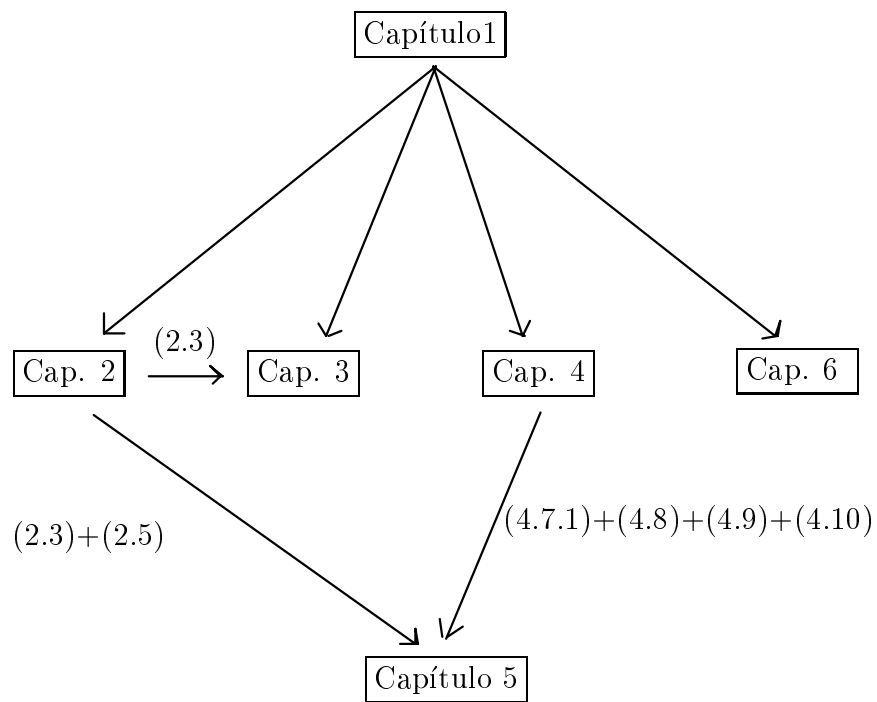 Capítulo1
(2.3)
Cap. 2
Cap. 3
Cap. 4
Cap. 6
(2.3)+(2.5)
(4.7.1)+(4.8)+(4.9)+(4.10)
Capítulo 5